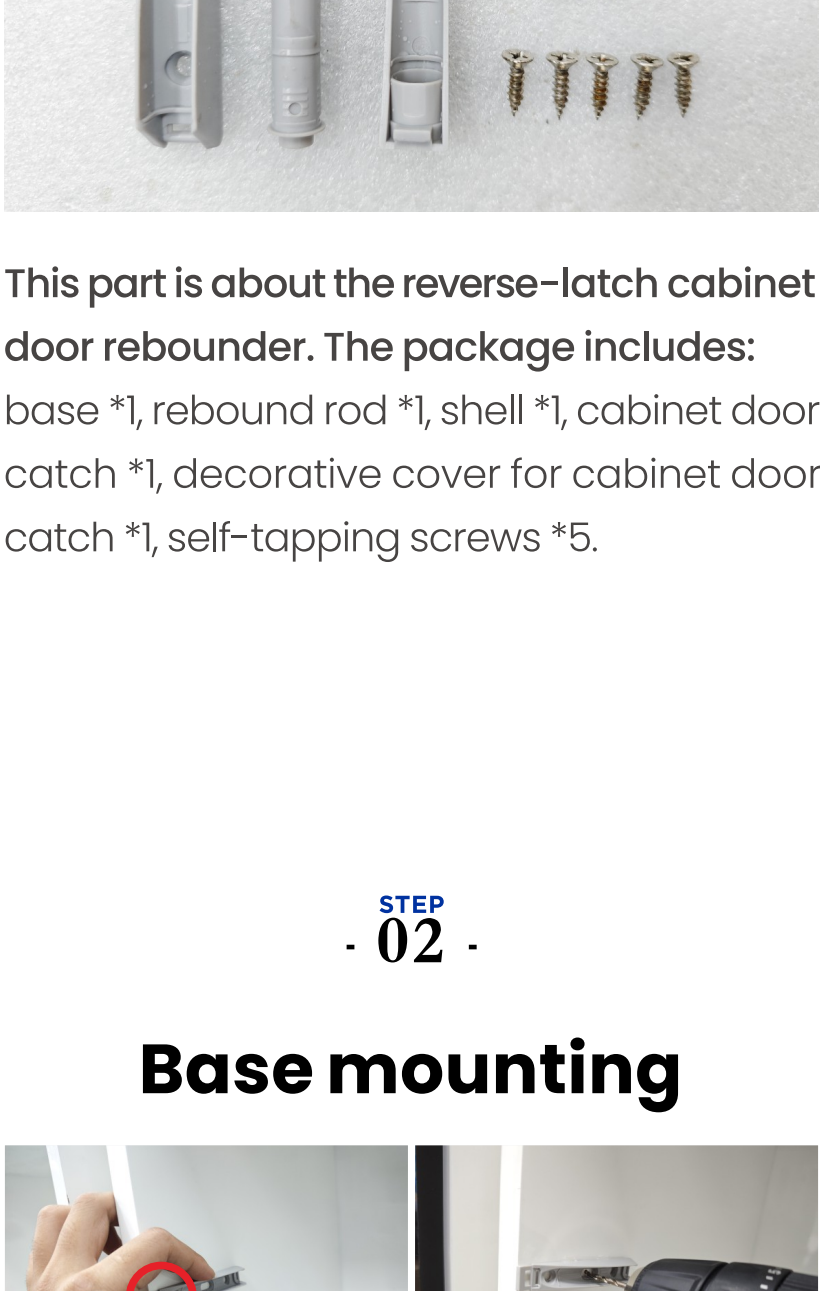 This part is about the reverse-latch cabinet
door rebounder. The package includes:
base *1, rebound rod *1, shell *1, cabinet door
catch *1, decorative cover for cabinet door
catch *1, self-tapping screws *5.
STEP
- 02 -
Base mounting